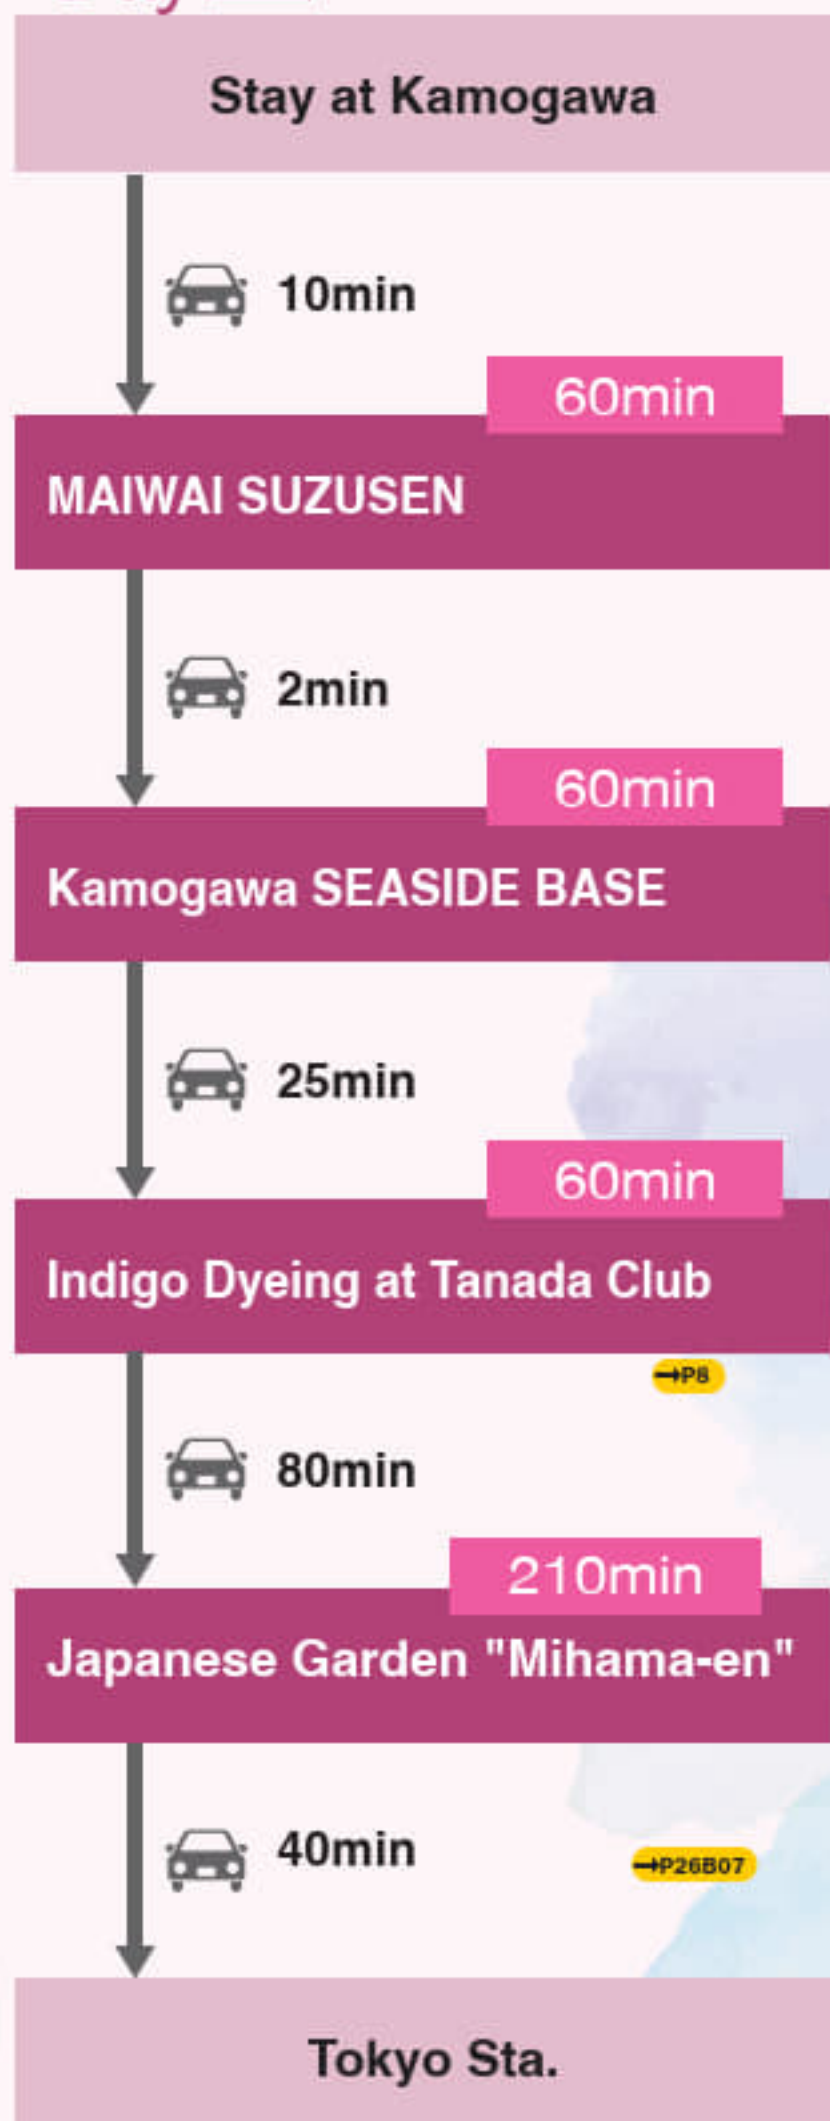 Stay at Kamogawa
10min
60min
MAIWAI SUZUSEN
2min
60min
Kamogawa SEASIDE BASE
25min
60min
Indigo Dyeing at Tanada Club
→P8
80min
210min
Japanese Garden "Mihama-en"
40min
→P26B07
Tokyo Sta.